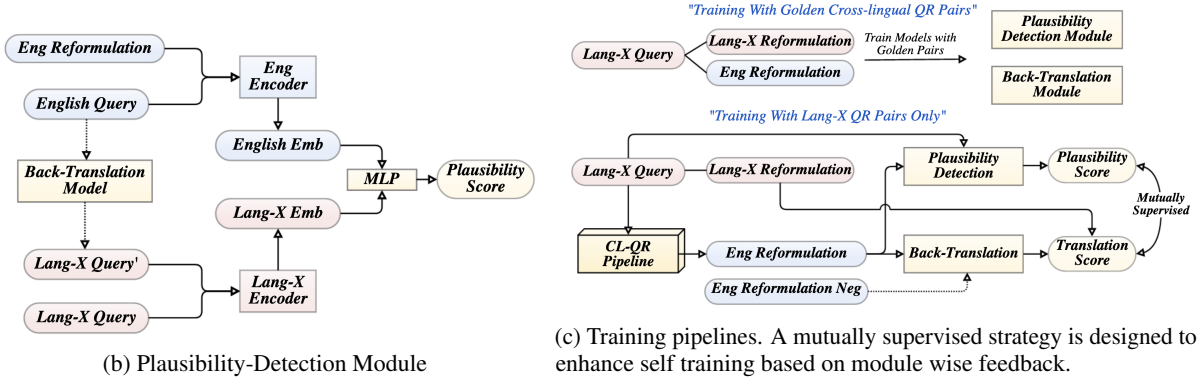 Eng Reformulation
English Query
Back-Translation
Model
Lang-X Query'
Lang-X Query
Eng
Encoder
English Emb
MLP
Plausibility
Score
Lang-X Emb
Lang-X
Encoder
(b) Plausibility-Detection Module
"Training With Golden Cross-lingual QR Pairs"
Lang-X Query
Lang-X Reformulation
Eng Reformulation
Train Models with
Golden Pairs
Plausibility
Detection Module
Back-Translation
Module
"Training With Lang-X QR Pairs Only"
Lang-X Query
Lang-X Reformulation
Plausibility
Detection
Plausibility
Score
Mutually
Supervised
CL-QR
Pipeline
Eng Reformulation
Back-Translation
Translation
Score
Eng Reformulation Neg
(c) Training pipelines. A mutually supervised strategy is designed to
enhance self training based on module wise feedback.